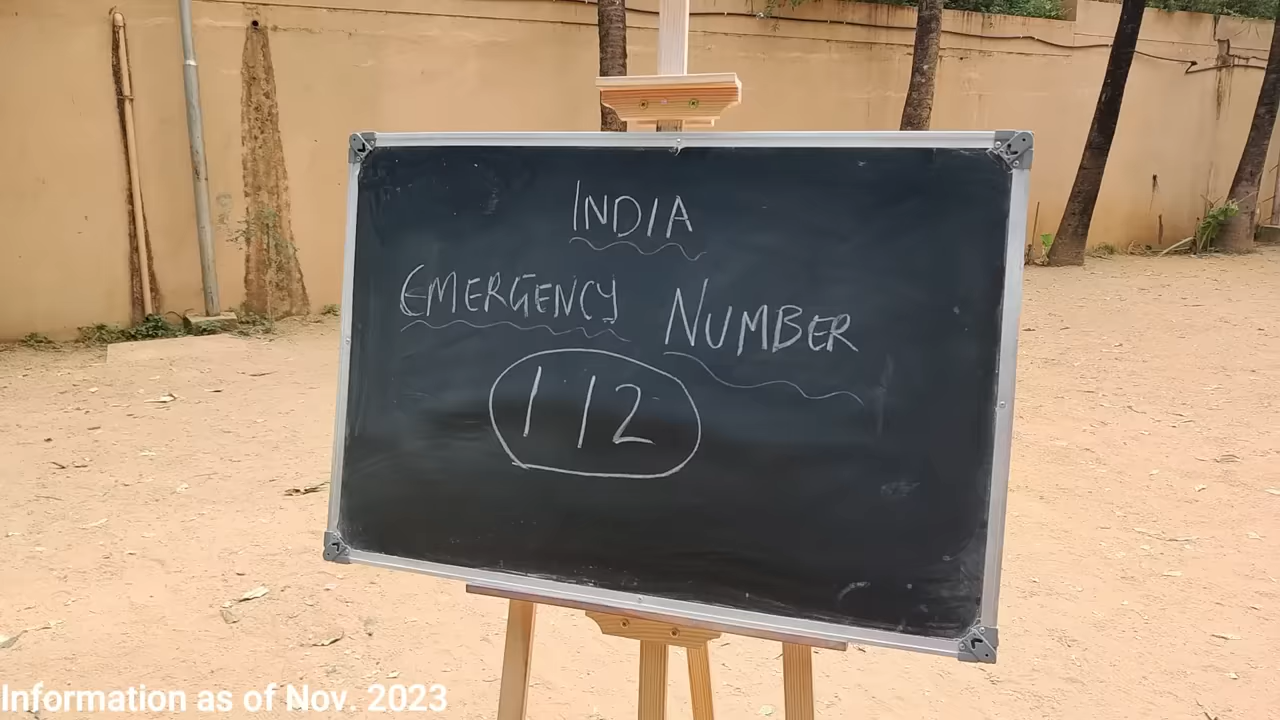 INDIA
EMERGENCY NUMBER
112
Information as of Nov. 2023